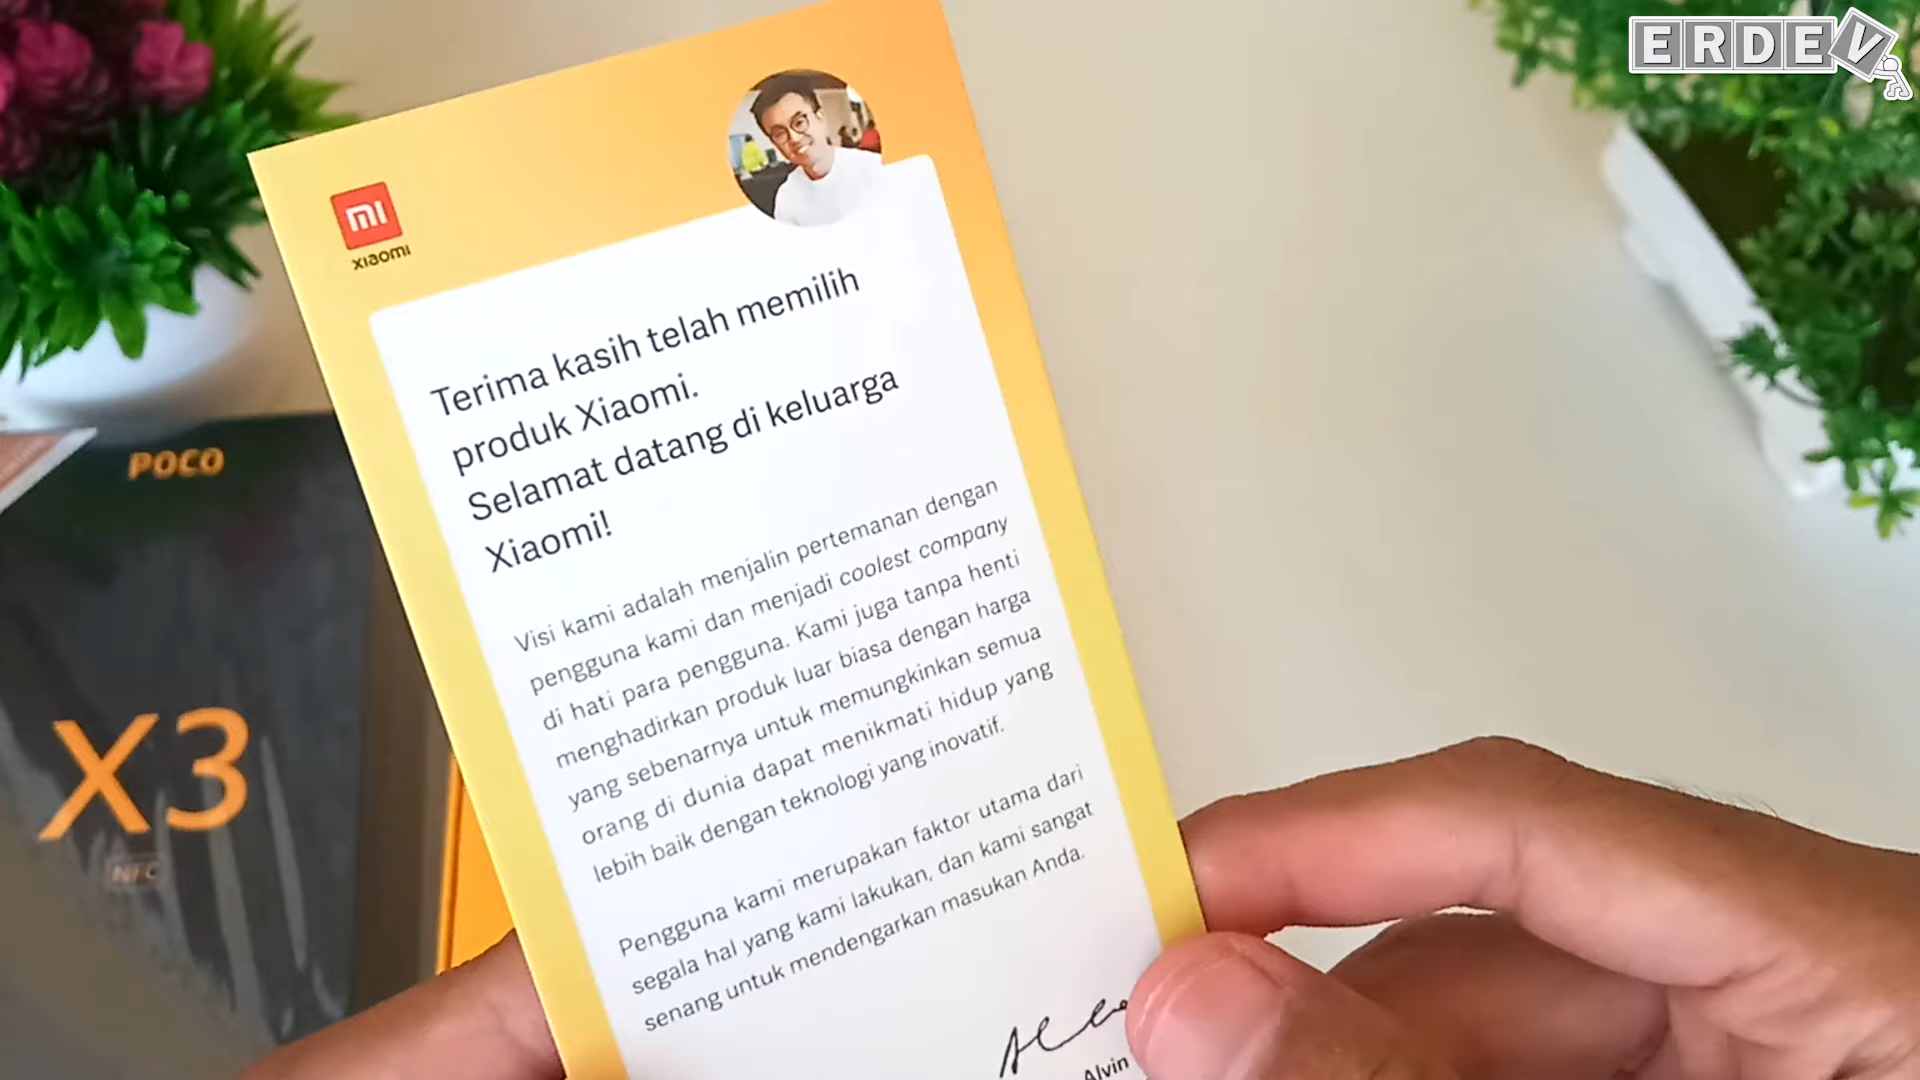 ERDEV
mi
xiaomi
Terima kasih telah memilih
produk Xiaomi.
Selamat datang di keluarga
Xiaomi!
Visi kami adalah menjalin pertemanan dengan
pengguna kami dan menjadi coolest company
di hati para pengguna. Kami juga tanpa henti
menghadirkan produk luar biasa dengan harga
yang sebenarnya untuk memungkinkan semua
orang di dunia dapat menikmati hidup yang
lebih baik dengan teknologi yang inovatif.
Pengguna kami merupakan faktor utama dari
segala hal yang kami lakukan, dan kami sangat
senang untuk mendengarkan masukan Anda.
Alvin
POCO
X3
NFC